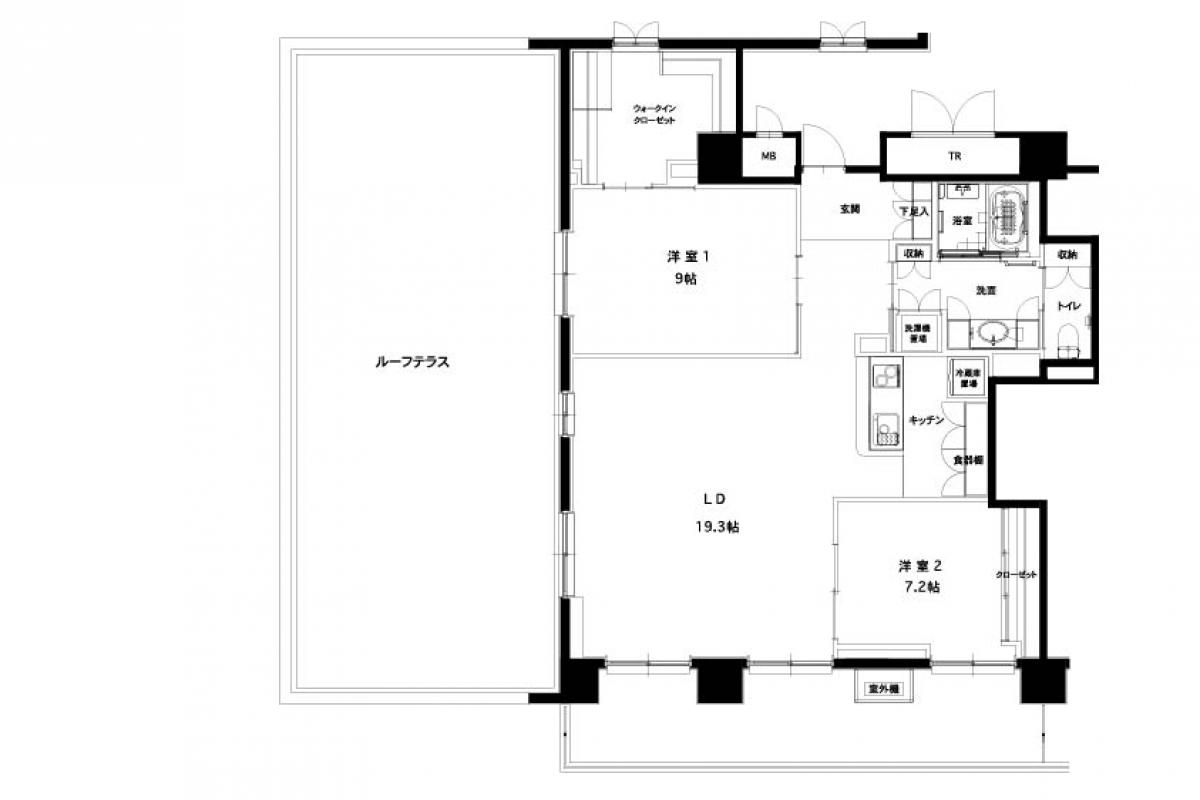 ウォークイン
クローゼット
MB
TR
玄関
下足入
浴室
収納
収納
洋室1
9帖
洗面
トイレ
洗濯機
置場
ルーフテラス
冷蔵庫
置場
キッチン
食器棚
LD
19.3帖
洋室2
7.2帖
クローゼット
室外機